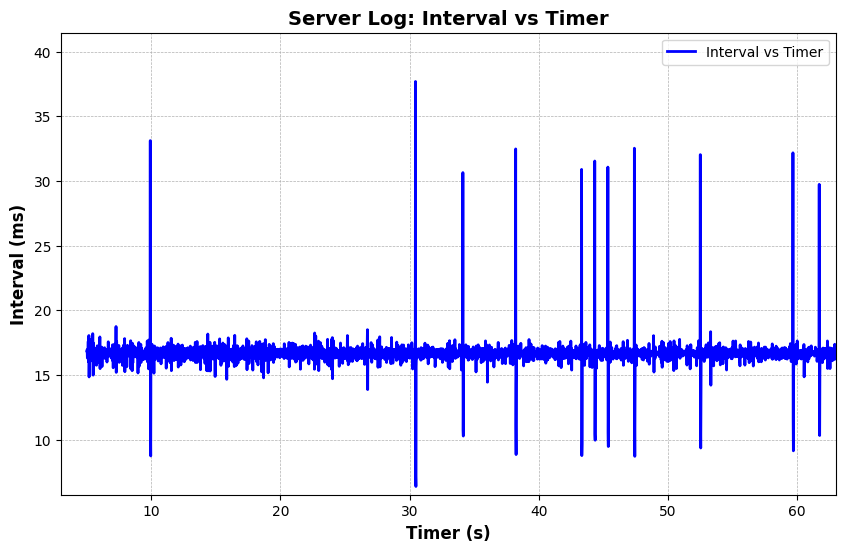 Server Log: Interval vs Timer
Interval vs Timer
40
35
30
25
20
15
10
Interval (ms)
10 20 30 40 50 60
Timer (s)